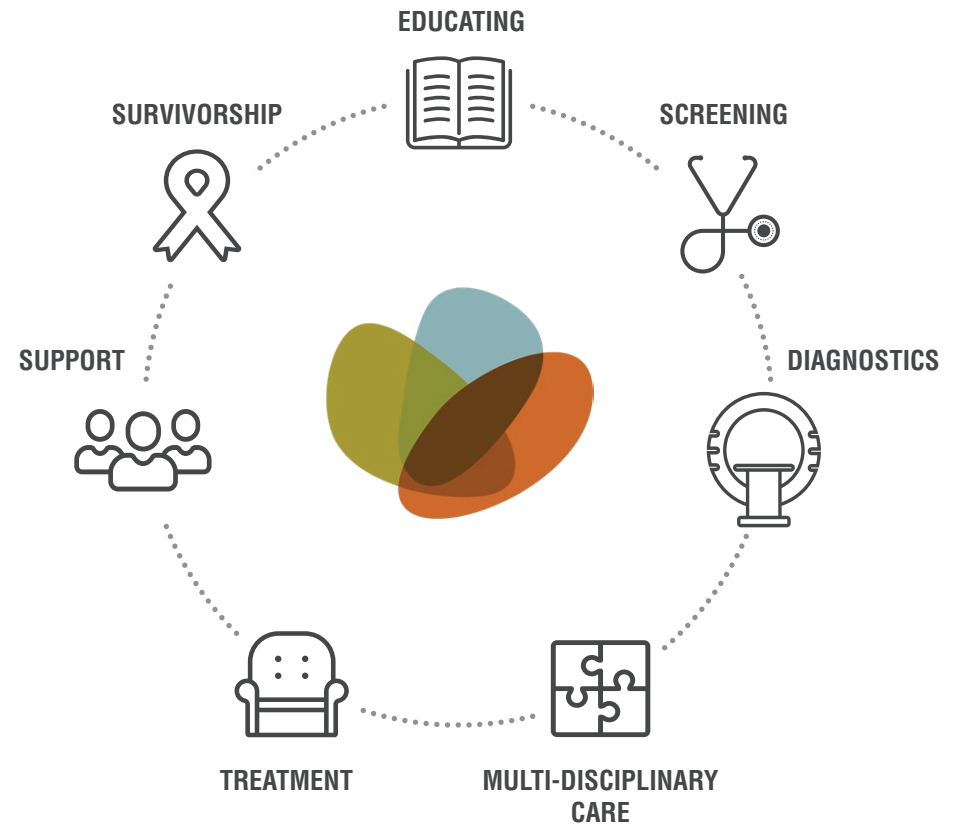 EDUCATING
SCREENING
DIAGNOSTICS
MULTI-DISCIPLINARY
CARE
TREATMENT
SUPPORT
SURVIVORSHIP